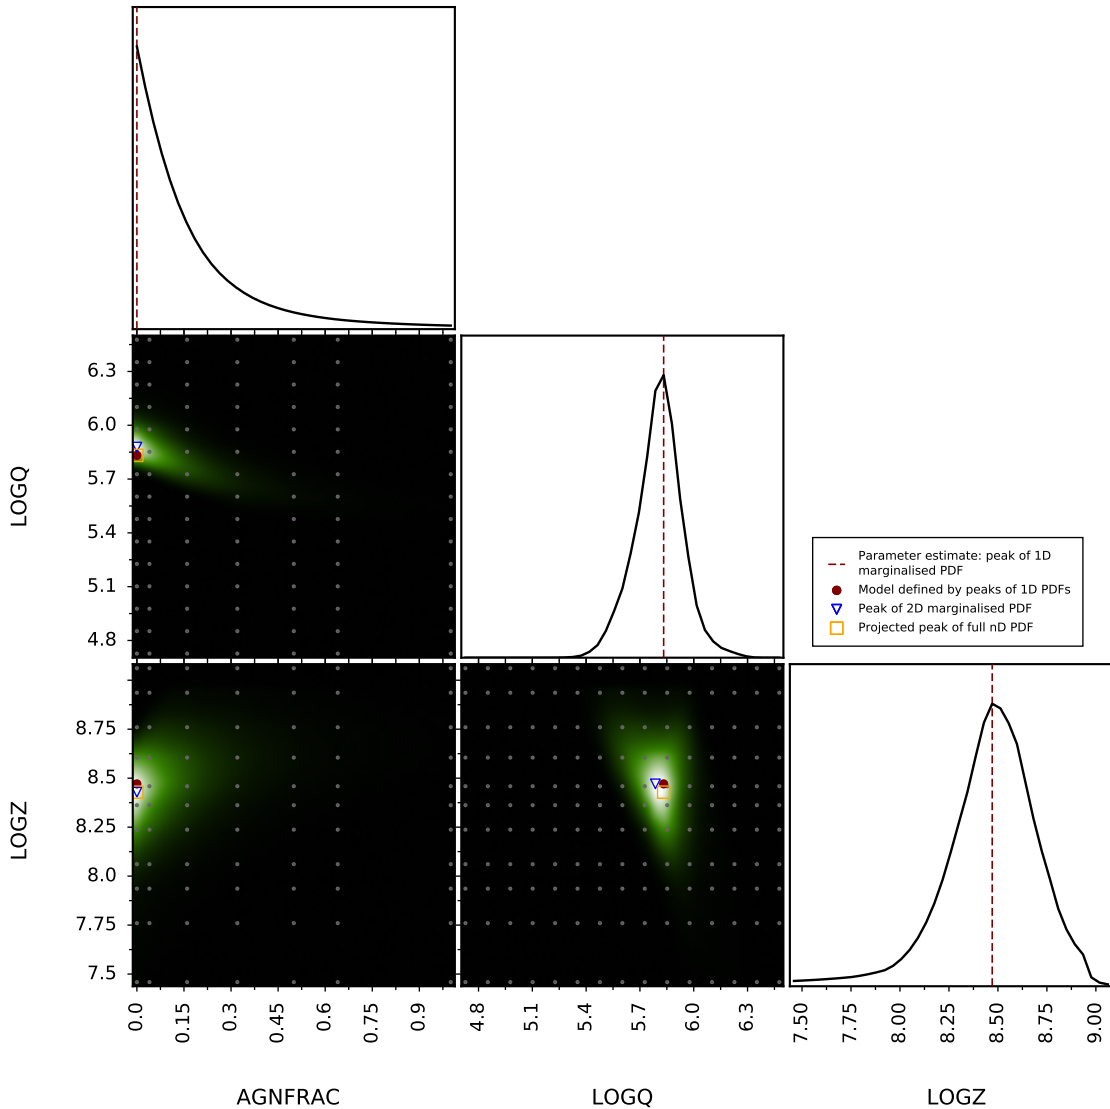 6.3
6.0
5.7
5.4
5.1
4.8
LOGQ
Parameter estimate: peak of 1D
marginalised PDF
Model defined by peaks of 1D PDFs
Peak of 2D marginalised PDF
Projected peak of full nD PDF
8.75
8.5
8.25
8.0
7.75
7.5
LOGZ
0.0 0.15 0.3 0.45 0.6 0.75 0.9
4.8 5.1 5.4 5.7 6.0 6.3
7.50 7.75 8.00 8.25 8.50 8.75 9.00
AGNFRAC LOGQ LOGZ